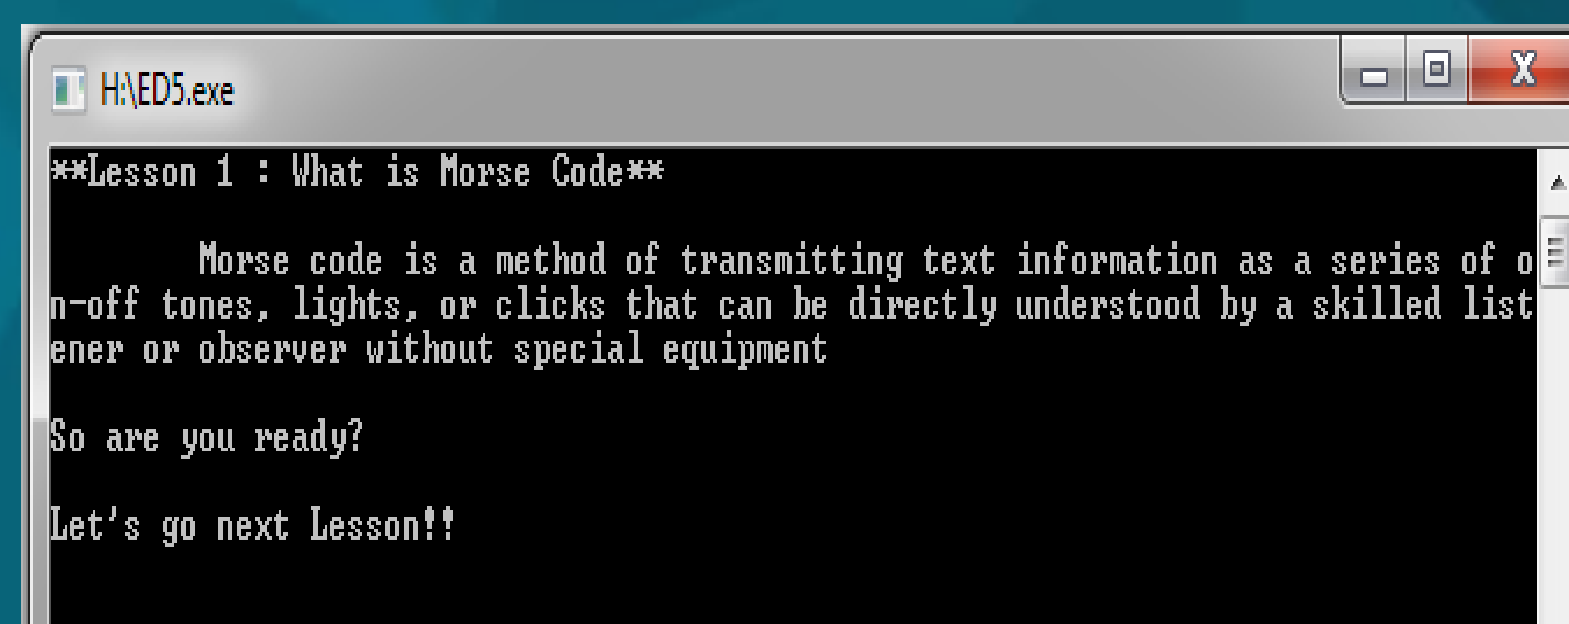 H:\ED5.exe
**Lesson 1 : What is Morse Code**
Morse code is a method of transmitting text information as a series of o
n-off tones, lights, or clicks that can be directly understood by a skilled list
ener or observer without special equipment
So are you ready?
Let's go next Lesson!!